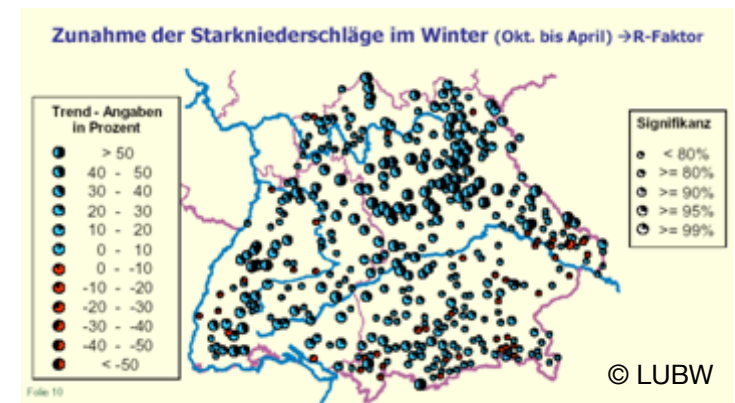 Zunahme der Starkniederschläge im Winter (Okt. bis April) →R-Faktor
Trend - Angaben
in Prozent
> 50
40 - 50
30 - 40
20 - 30
10 - 20
0 - 10
0 - -10
-10 - -20
-20 - -30
-30 - -40
-40 - -50
< -50
Signifikanz
< 80%
>= 80%
>= 90%
>= 95%
>= 99%
© LUBW
Folie 10